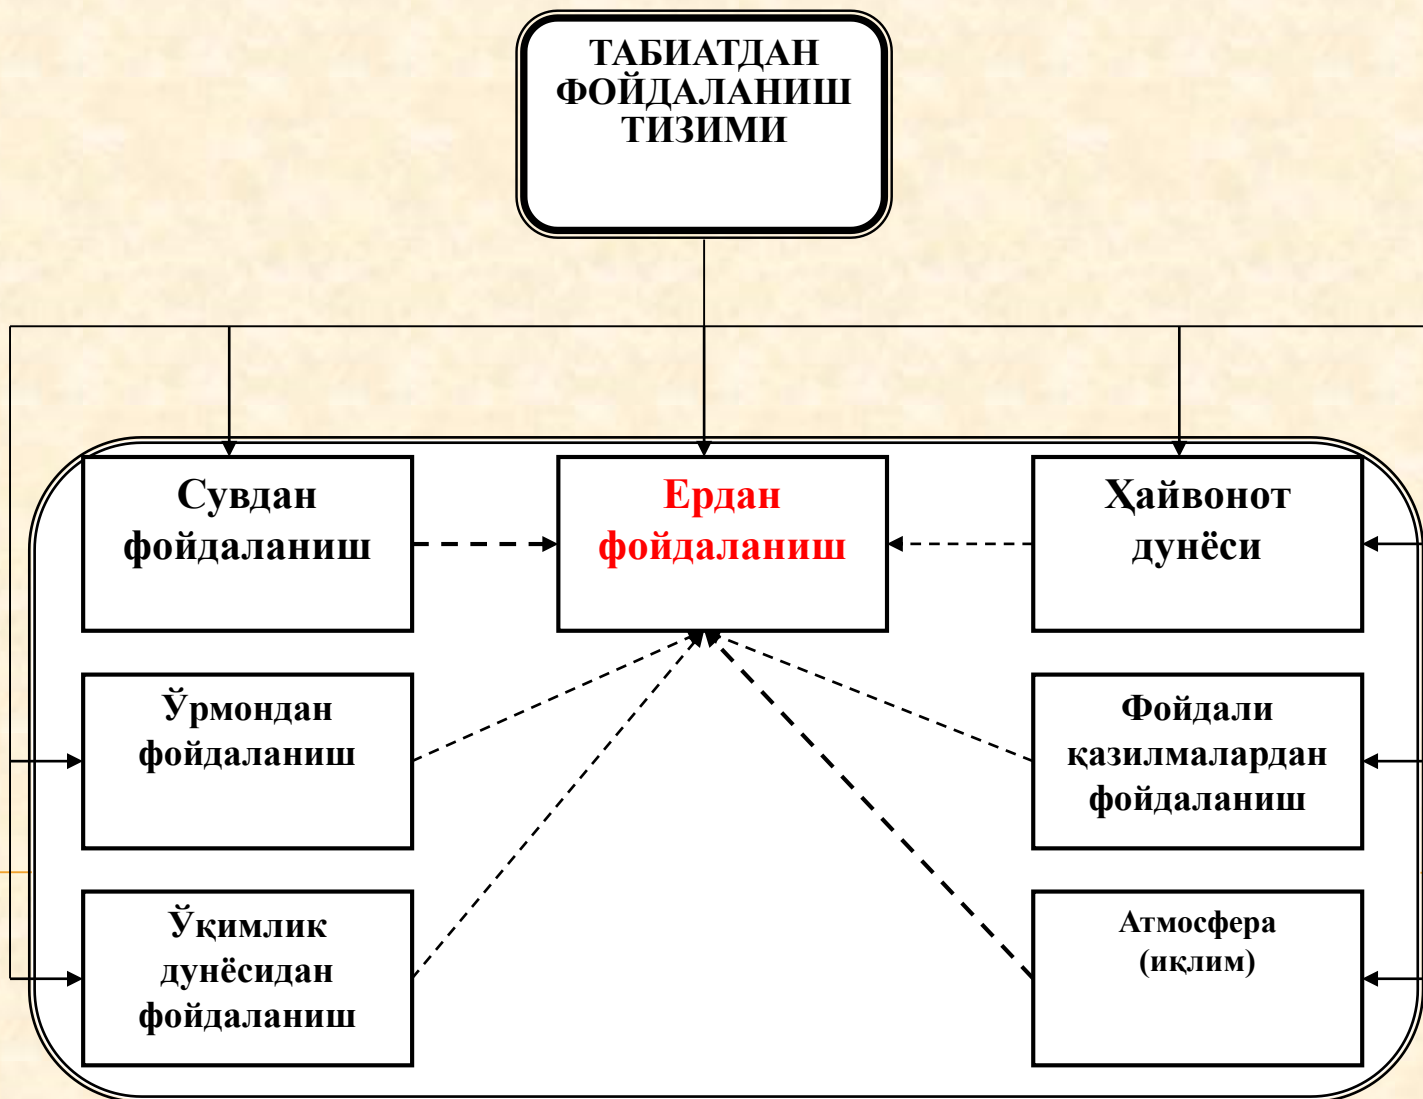 ТАБИАТДАН
ФОЙДАЛАНИШ
ТИЗИМИ
Сувдан
фойдаланиш
Ердан
фойдаланиш
Ҳайвонот
дунёси
Ўрмондан
фойдаланиш
Фойдали
қазилмалардан
фойдаланиш
Ўқимлик
дунёсидан
фойдаланиш
Атмосфера
(иқлим)